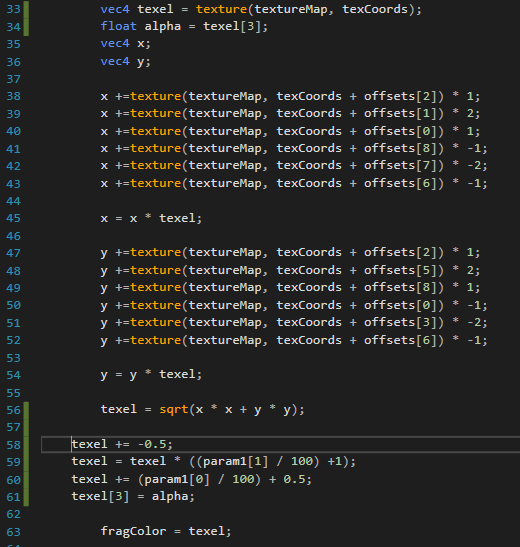 33 vec4 texel = texture(textureMap, texCoords);
34 float alpha = texel[3];
35 vec4 x;
36 vec4 y;
37
38 x +=texture(textureMap, texCoords + offsets[2]) * 1;
39 x +=texture(textureMap, texCoords + offsets[1]) * 2;
40 x +=texture(textureMap, texCoords + offsets[0]) * 1;
41 x +=texture(textureMap, texCoords + offsets[8]) * -1;
42 x +=texture(textureMap, texCoords + offsets[7]) * -2;
43 x +=texture(textureMap, texCoords + offsets[6]) * -1;
44
45 x = x * texel;
46
47 y +=texture(textureMap, texCoords + offsets[2]) * 1;
48 y +=texture(textureMap, texCoords + offsets[5]) * 2;
49 y +=texture(textureMap, texCoords + offsets[8]) * 1;
50 y +=texture(textureMap, texCoords + offsets[0]) * -1;
51 y +=texture(textureMap, texCoords + offsets[3]) * -2;
52 y +=texture(textureMap, texCoords + offsets[6]) * -1;
53
54 y = y * texel;
55
56 texel = sqrt(x * x + y * y);
57
58 texel += -0.5;
59 texel = texel * ((param1[1] / 100) +1);
60 texel += (param1[0] / 100) + 0.5;
61 texel[3] = alpha;
62
63 fragColor = texel;